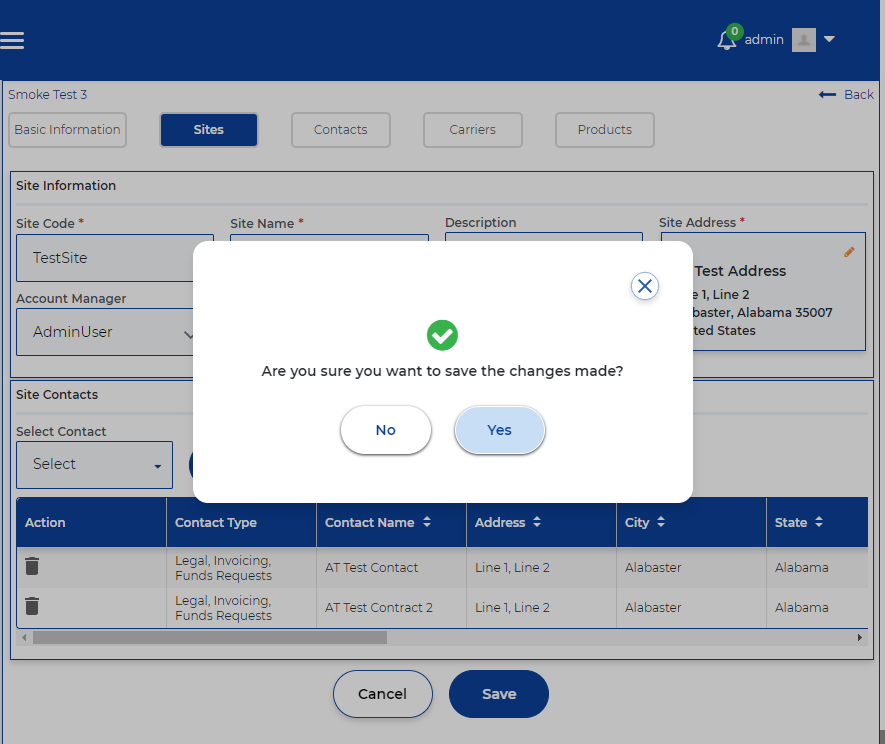 0
admin
Smoke Test 3
Back
Basic Information
Sites
Contacts
Carriers
Products
Site Information
Site Code *
Site Name *
Description
Site Address *
TestSite
Test Address
1, Line 2
Alabama 35007
States
Account Manager
AdminUser
Are you sure you want to save the changes made?
No
Yes
Site Contacts
Select Contact
Select
Action
Contact Type
Contact Name
Address
City
State
Legal, Invoicing,
Funds Requests
AT Test Contact
Line 1, Line 2
Alabaster
Alabama
Legal, Invoicing,
Funds Requests
AT Test Contract 2
Line 1, Line 2
Alabaster
Alabama
Cancel
Save